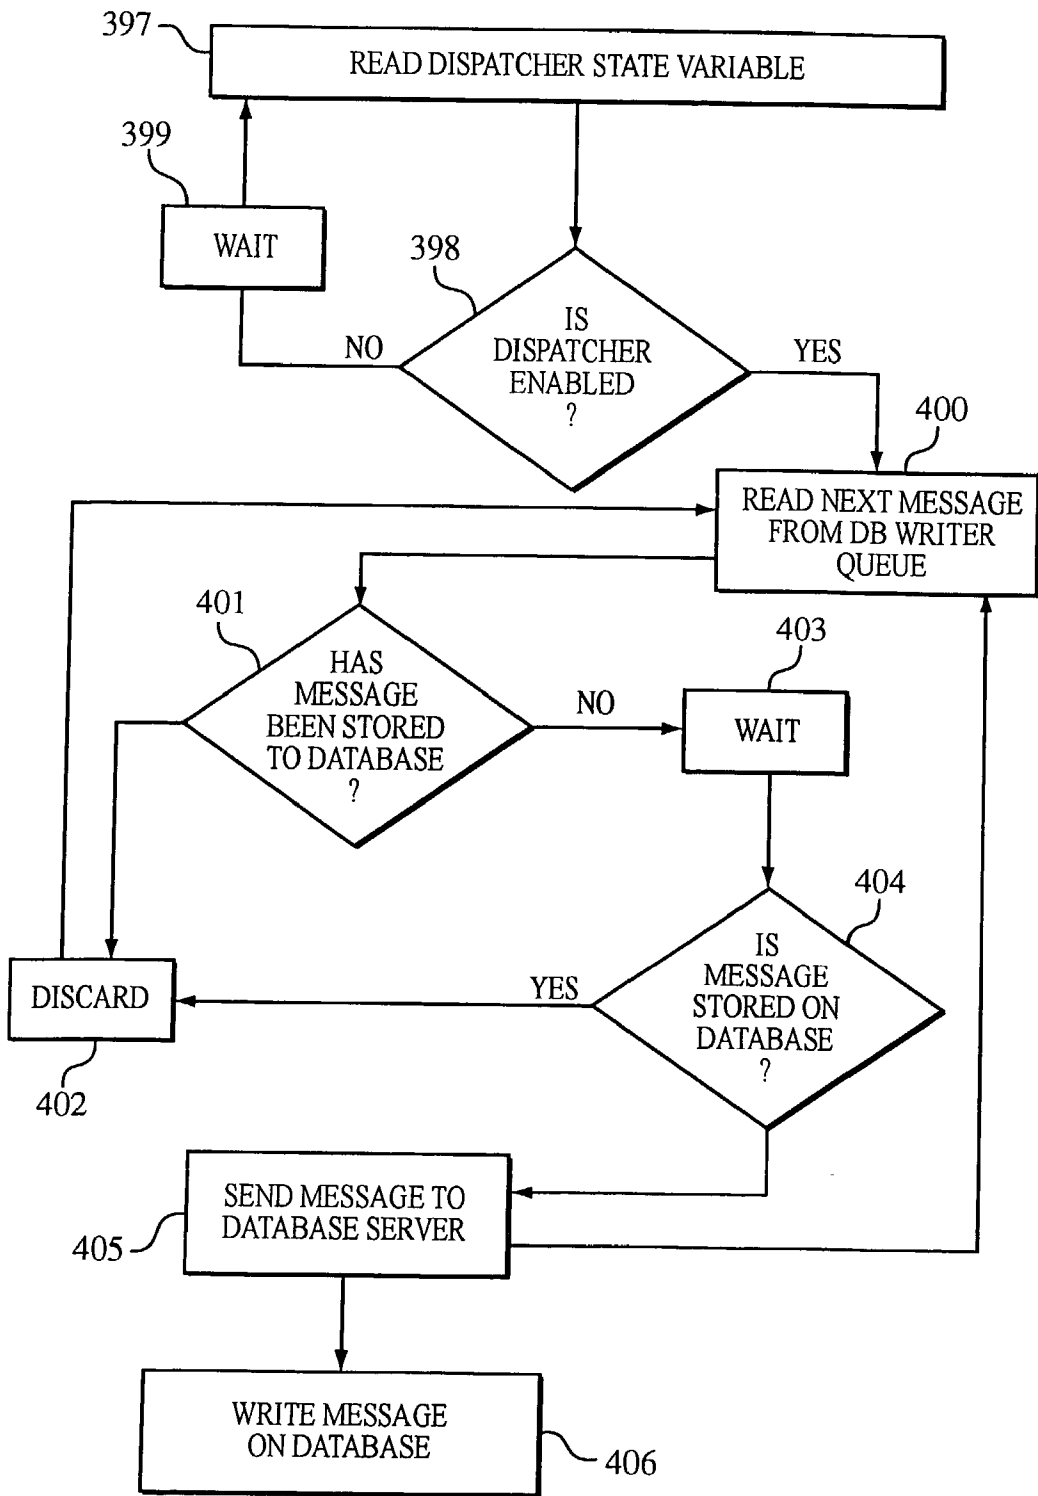 397
READ DISPATCHER STATE VARIABLE
399
WAIT
398
IS
DISPATCHER
ENABLED
?
NO
YES
400
READ NEXT MESSAGE
FROM DB WRITER
QUEUE
401
HAS
MESSAGE
BEEN STORED
TO DATABASE
?
NO
403
WAIT
404
IS
MESSAGE
STORED ON
DATABASE
?
YES
DISCARD
402
SEND MESSAGE TO
DATABASE SERVER
405
WRITE MESSAGE
ON DATABASE
406